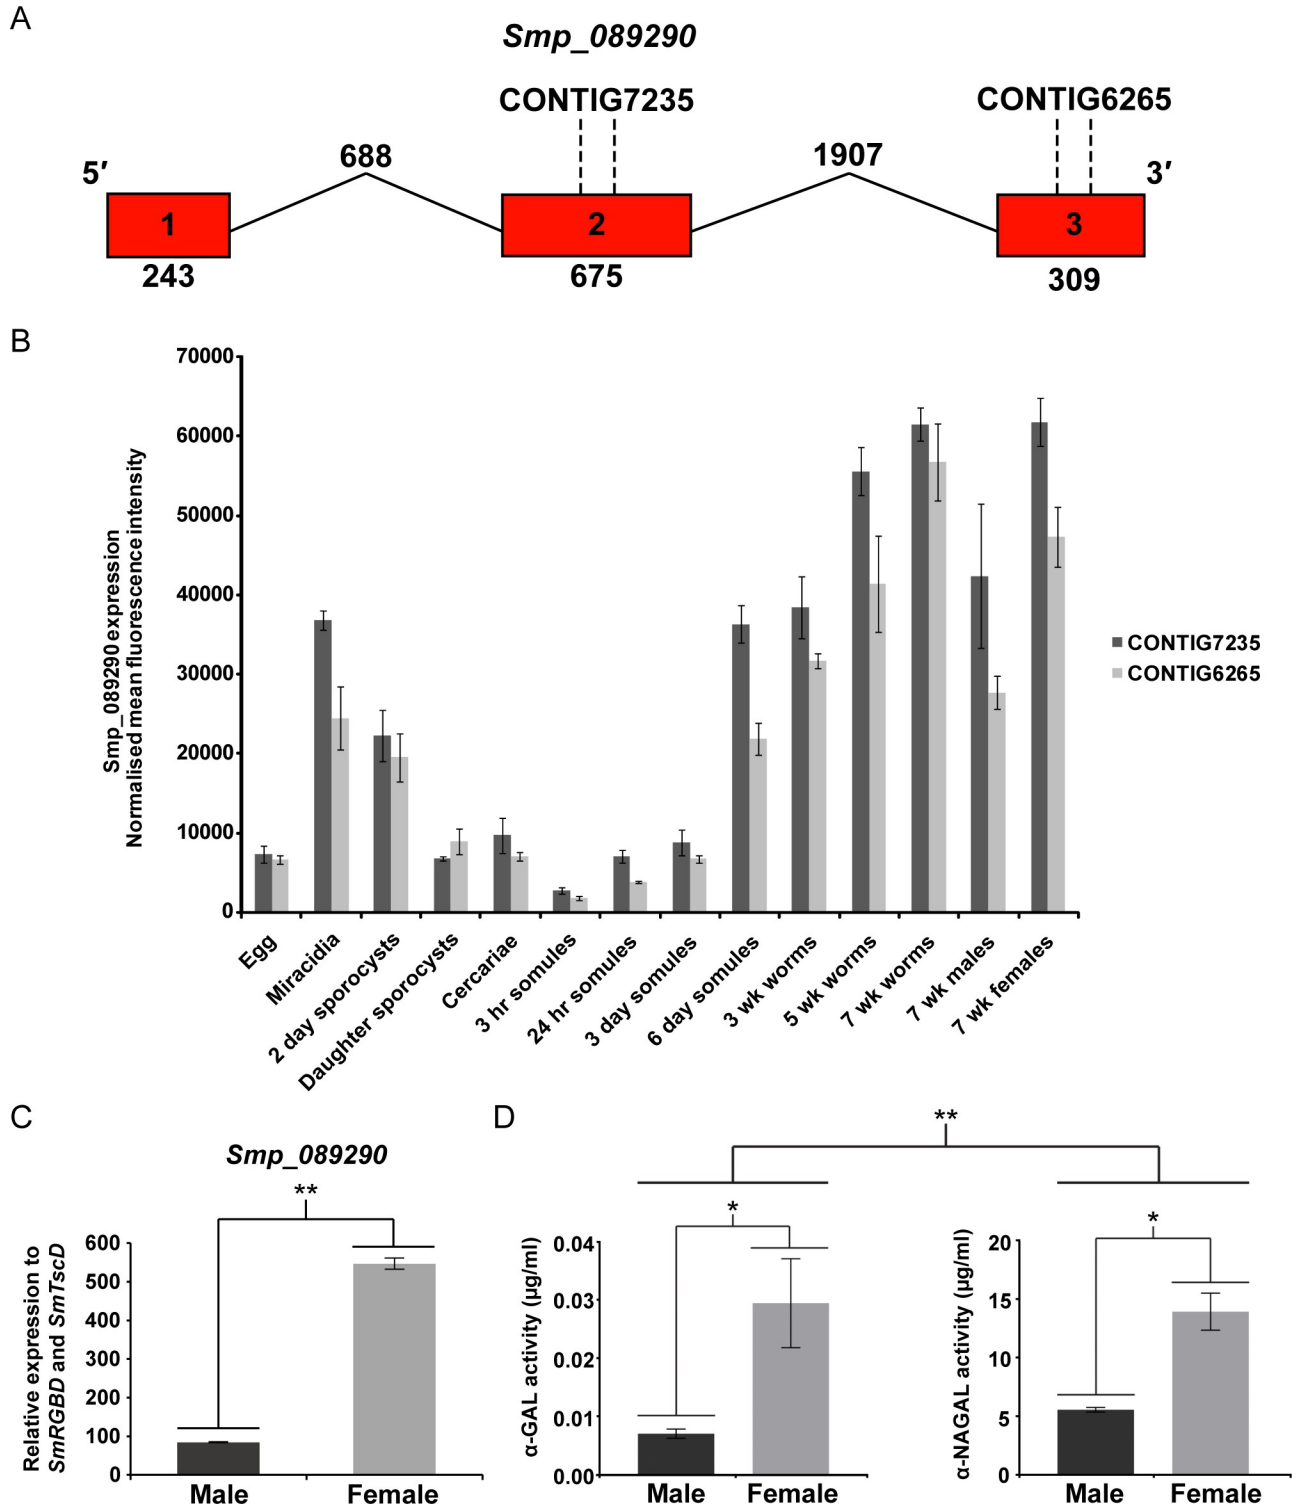 A
Smp_089290
CONTIG7235
CONTIG6265
688
1907
5′
3′
1
2
3
243
675
309
B
70000
60000
50000
40000
30000
20000
10000
0
Smp_089290 expression
Normalised mean fluorescence intensity
CONTIG7235
CONTIG6265
Egg
Miracidia
2 day sporocysts
Daughter sporocysts
Cercariae
3 hr somules
24 hr somules
3 day somules
6 day somules
3 wk worms
5 wk worms
7 wk worms
7 wk males
7 wk females
C
Smp_089290
**
600
500
400
300
200
100
0
Relative expression to
SmRGBD and SmTscD
Male
Female
D
**
*
0.04
0.03
0.02
0.01
0.00
α-GAL activity (µg/ml)
Male
Female
*
20
15
10
5
0
α-NAGAL activity (µg/ml)
Male
Female